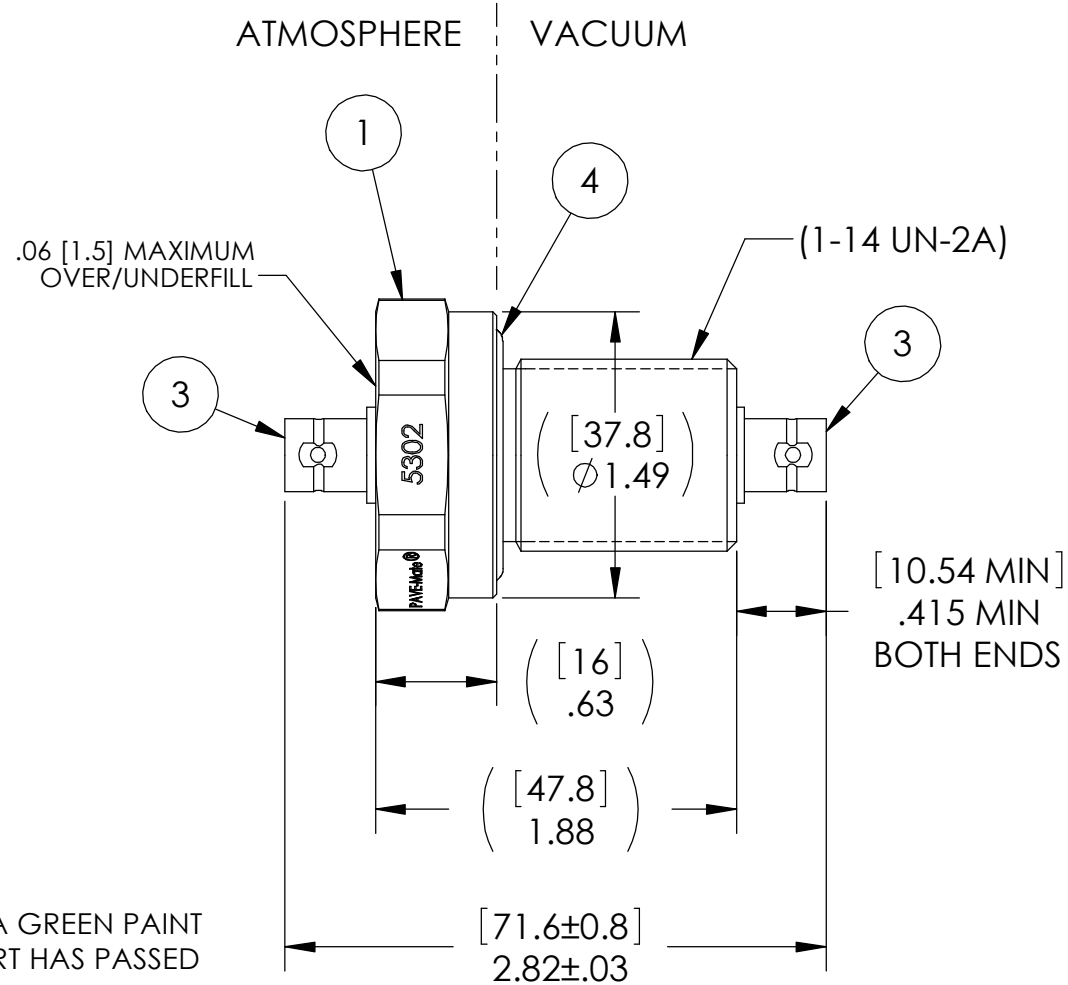 ATMOSPHERE VACUUM
1
4
.06 [1.5] MAXIMUM
OVER/UNDERFILL
(1-14 UN-2A)
3
3
5302
PAVE-Mate®
[37.8]
⌀1.49
[10.54 MIN]
.415 MIN
BOTH ENDS
([16]
.63)
([47.8]
1.88)
[71.6±0.8]
2.82±.03
A GREEN PAINT
RT HAS PASSED